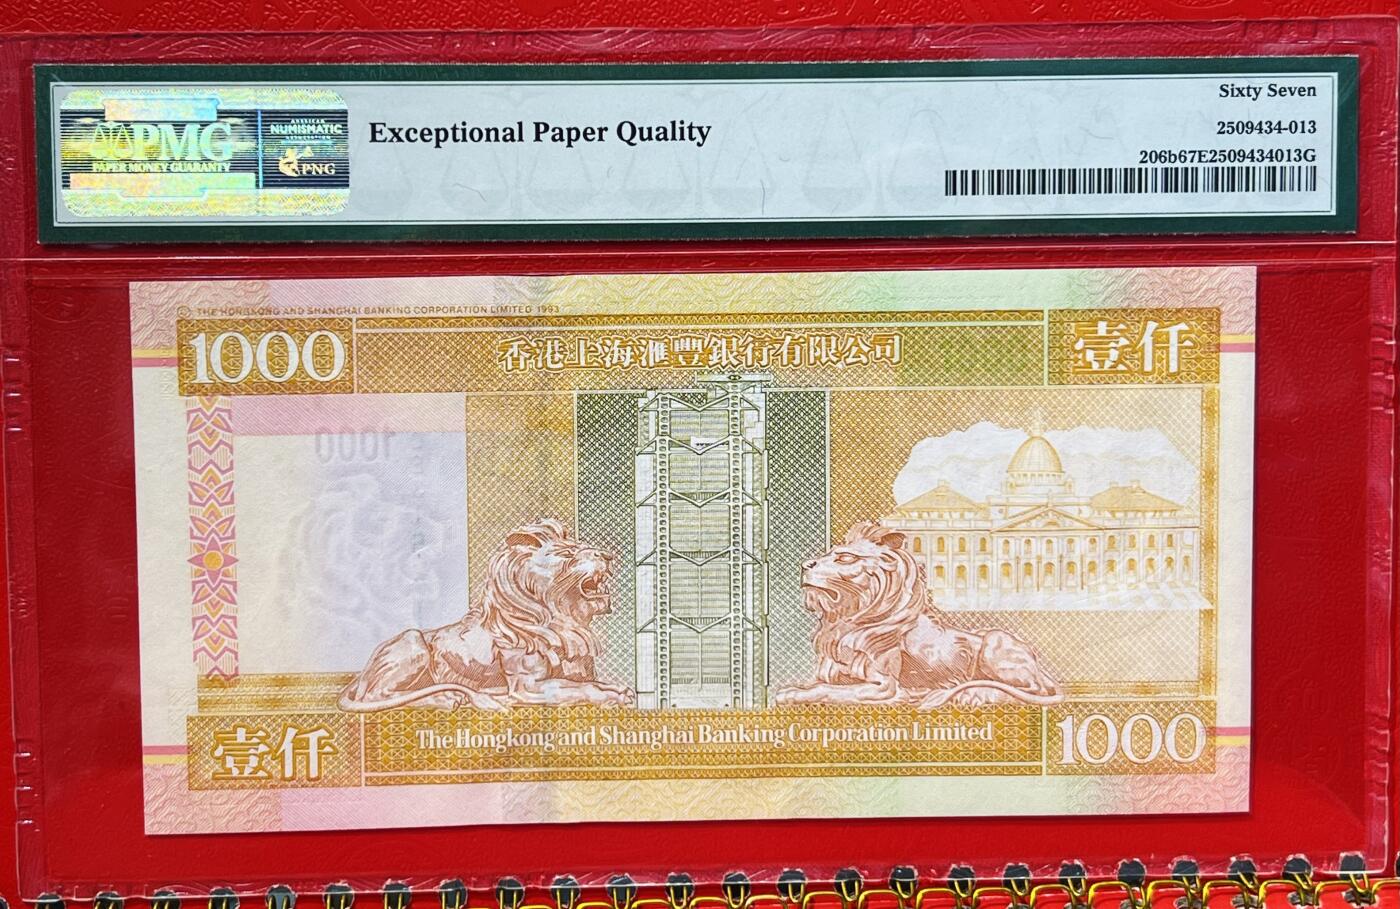 Sixty Seven
PMG
PAPER MONEY GUARANTY
AMERICAN
NUMISMATIC
ASSOCIATION
PNG
Exceptional Paper Quality
2509434-013
206b67E2509434013G
© THE HONGKONG AND SHANGHAI BANKING CORPORATION LIMITED 1993
1000
香港上海滙豐銀行有限公司
壹仟
1000
壹仟
The Hongkong and Shanghai Banking Corporation Limited
1000